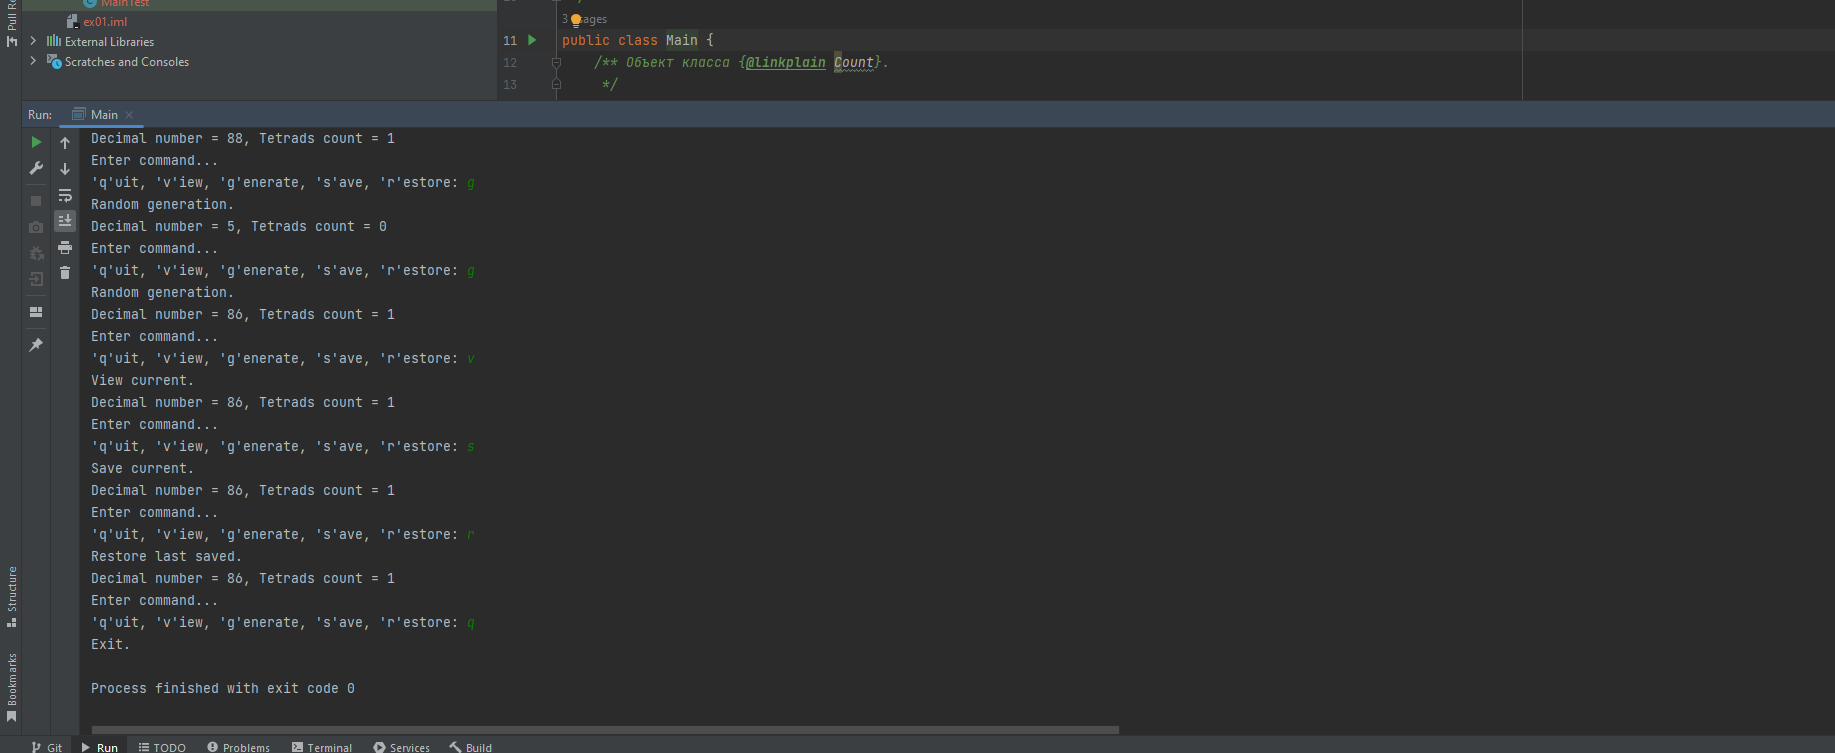 Pull Re
MainTest
ex01.iml
External Libraries
Scratches and Consoles
11 public class Main {
12 /** Объект класса {@linkplain Count}.
13 */
Run: Main
Decimal number = 88, Tetrads count = 1
Enter command...
'q'uit, 'v'iew, 'g'enerate, 's'ave, 'r'estore: g
Random generation.
Decimal number = 5, Tetrads count = 0
Enter command...
'q'uit, 'v'iew, 'g'enerate, 's'ave, 'r'estore: g
Random generation.
Decimal number = 86, Tetrads count = 1
Enter command...
'q'uit, 'v'iew, 'g'enerate, 's'ave, 'r'estore: v
View current.
Decimal number = 86, Tetrads count = 1
Enter command...
'q'uit, 'v'iew, 'g'enerate, 's'ave, 'r'estore: s
Save current.
Decimal number = 86, Tetrads count = 1
Enter command...
'q'uit, 'v'iew, 'g'enerate, 's'ave, 'r'estore: r
Restore last saved.
Decimal number = 86, Tetrads count = 1
Enter command...
'q'uit, 'v'iew, 'g'enerate, 's'ave, 'r'estore: q
Exit.
Process finished with exit code 0
Structure
Bookmarks
Git Run TODO Problems Terminal Services Build